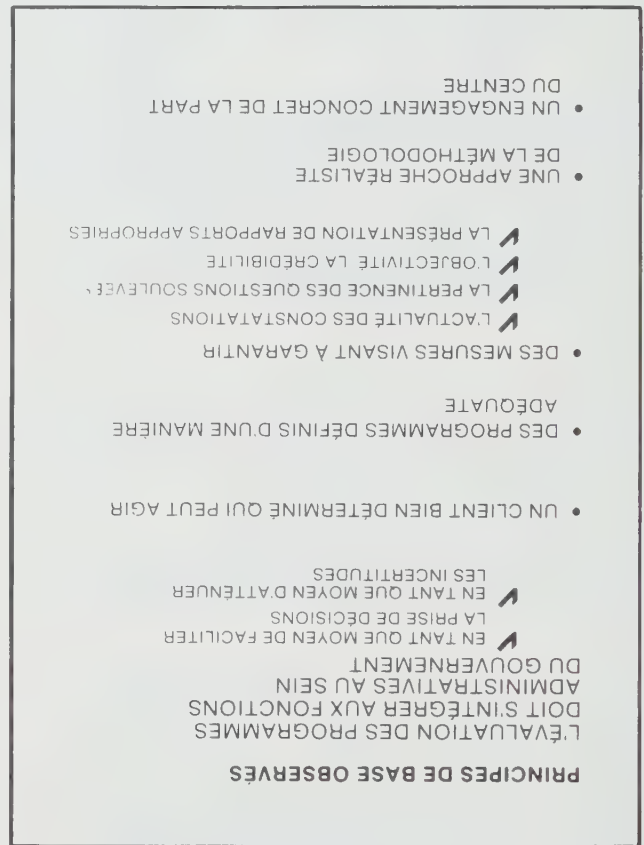 PRINCIPES DE BASE OBSERVÉS
L'ÉVALUATION DES PROGRAMMES
DOIT S'INTÉGRER AUX FONCTIONS
ADMINISTRATIVES AU SEIN
DU GOUVERNEMENT
✓ EN TANT QUE MOYEN DE FACILITER
LA PRISE DE DÉCISIONS
✓ EN TANT QUE MOYEN D'ATTÉNUER
LES INCERTITUDES
• UN CLIENT BIEN DÉTERMINÉ QUI PEUT AGIR
• DES PROGRAMMES DÉFINIS D'UNE MANIÈRE
ADÉQUATE
• DES MESURES VISANT À GARANTIR
✓ L'ACTUALITÉ DES CONSTATATIONS
✓ LA PERTINENCE DES QUESTIONS SOULEVÉE
✓ L'OBJECTIVITÉ LA CRÉDIBILITÉ
✓ LA PRÉSENTATION DE RAPPORTS APPROPRIES
• UNE APPROCHE RÉALISTE
DE LA MÉTHODOLOGIE
• UN ENGAGEMENT CONCRET DE LA PART
DU CENTRE